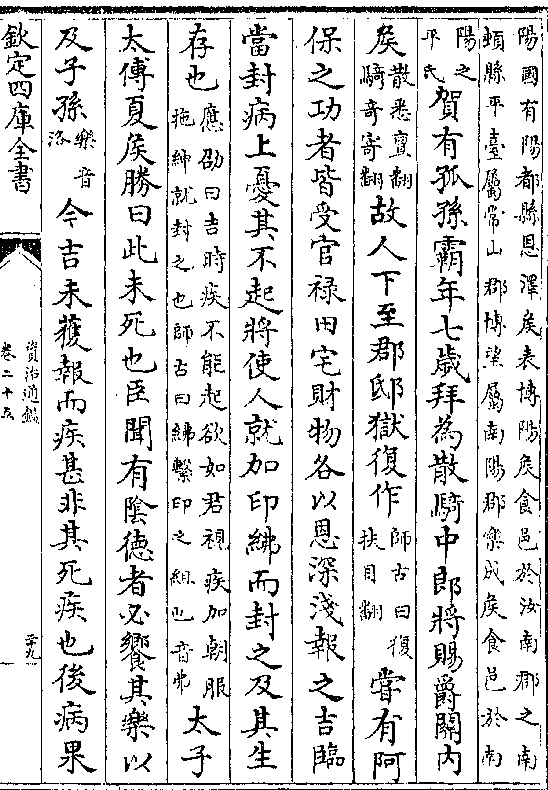 陽國有陽都縣恩澤侯表博陽侯食邑於汝南郡之南
頓縣平臺屬常山郡博望屬南陽郡樂成侯食邑於南
陽之
平氏
賀有孤孫霸年七歲拜為散騎中郎將賜爵關内
侯
散悉亶翻
騎奇寄翻
故人下至郡邸獄復作
師古曰復
扶目翻
嘗有阿
保之功者皆受官禄田宅財物各以恩深淺報之吉臨
當封病上憂其不起將使人就加印紼而封之及其生
存也
應劭曰吉時疾不能起欲如君視疾加朝服
拖紳就封之也師古曰紼繫印之組也音弗
太子
太傅夏侯勝曰此未死也臣聞有陰德者必饗其樂以
及子孫
樂音
洛
今吉未獲報而疾甚非其死疾也後病果
欽定四庫全書
資治通鑑
卷二十五